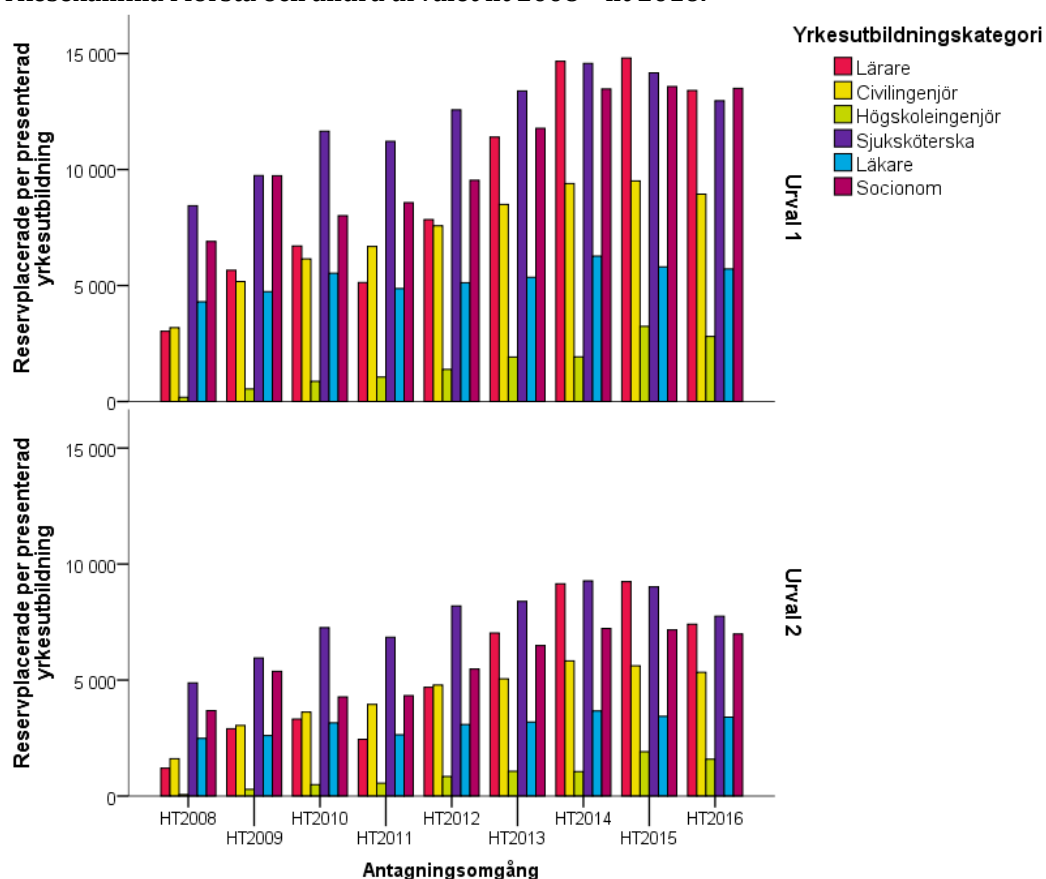 15 000
10 000
5 000
0
Reservplacerade per presenterad
yrkesutbildning
Urval 1
Yrkesutbildningskategori
Lärare
Civilingenjör
Högskoleingenjör
Sjuksköterska
Läkare
Socionom
15 000
10 000
5 000
0
Reservplacerade per presenterad
yrkesutbildning
Urval 2
HT2008
HT2009
HT2010
HT2011
HT2012
HT2013
HT2014
HT2015
HT2016
Antagningsomgång